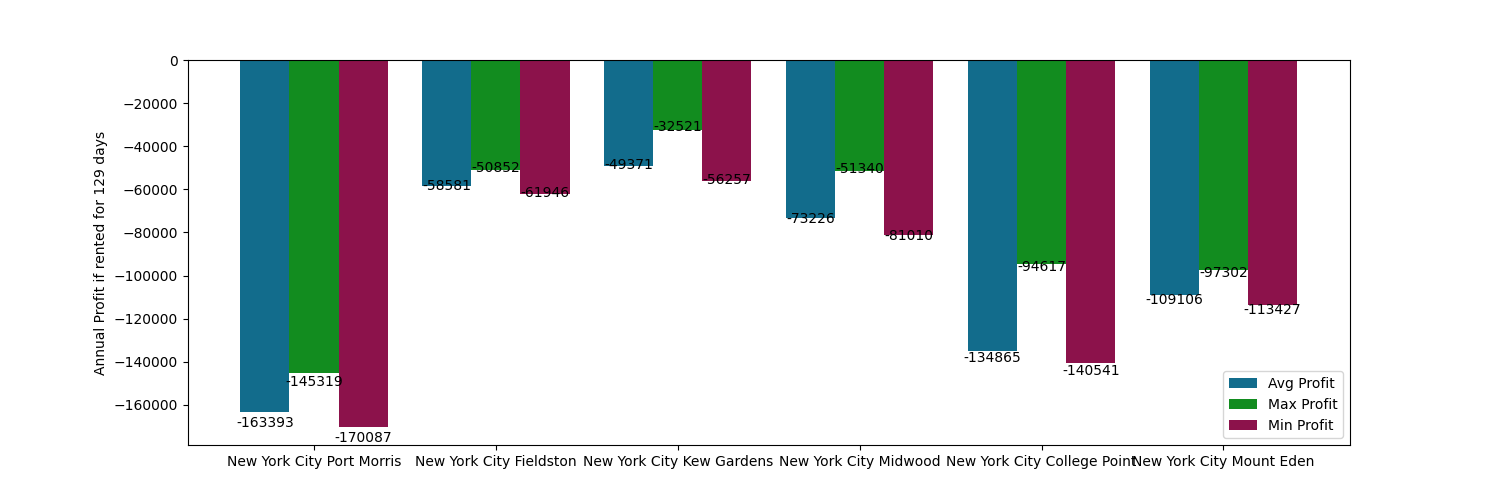 0
−20000
−40000
−60000
−80000
−100000
−120000
−140000
−160000
Annual Profit if rented for 129 days
-163393
-145319
-170087
-58581
-50852
-61946
-49371
-32521
-56257
-73226
-51340
-81010
-134865
-94617
-140541
-109106
-97302
-113427
Avg Profit
Max Profit
Min Profit
New York City Port Morris
New York City Fieldston
New York City Kew Gardens
New York City Midwood
New York City College Point
New York City Mount Eden